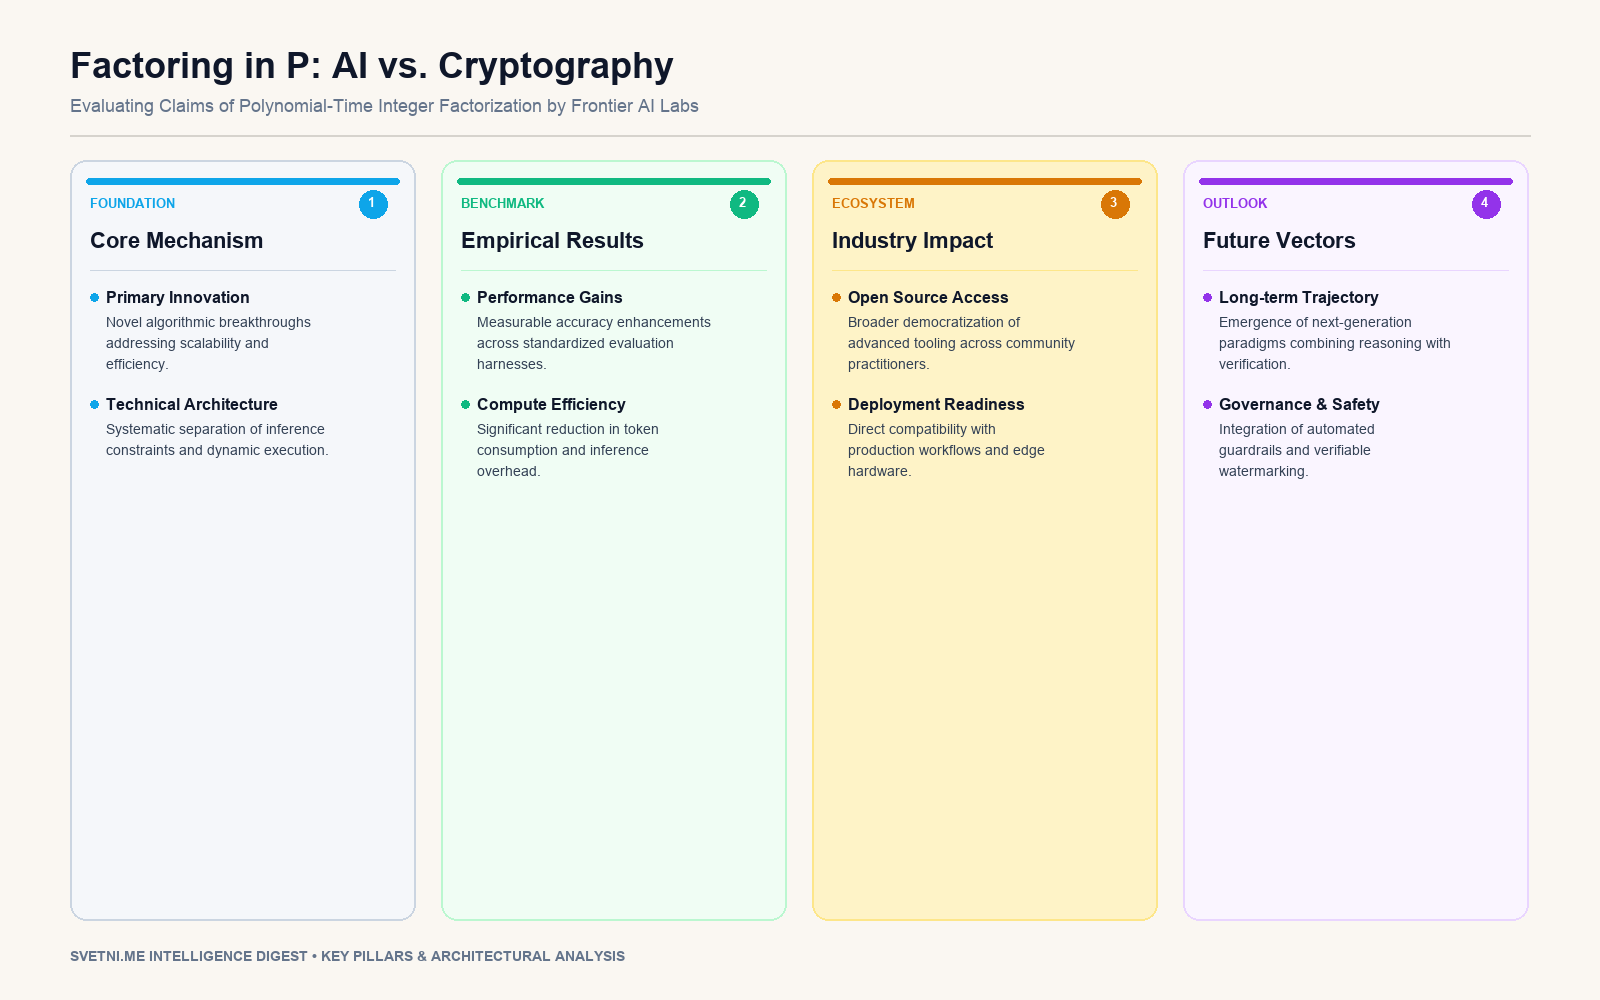 Factoring in P: AI vs. Cryptography
Evaluating Claims of Polynomial-Time Integer Factorization by Frontier AI Labs
FOUNDATION
1
Core Mechanism
Primary Innovation
Novel algorithmic breakthroughs
addressing scalability and
efficiency.
Technical Architecture
Systematic separation of inference
constraints and dynamic execution.
BENCHMARK
2
Empirical Results
Performance Gains
Measurable accuracy enhancements
across standardized evaluation
harnesses.
Compute Efficiency
Significant reduction in token
consumption and inference
overhead.
ECOSYSTEM
3
Industry Impact
Open Source Access
Broader democratization of
advanced tooling across community
practitioners.
Deployment Readiness
Direct compatibility with
production workflows and edge
hardware.
OUTLOOK
4
Future Vectors
Long-term Trajectory
Emergence of next-generation
paradigms combining reasoning with
verification.
Governance & Safety
Integration of automated
guardrails and verifiable
watermarking.
SVETNI.ME INTELLIGENCE DIGEST • KEY PILLARS & ARCHITECTURAL ANALYSIS